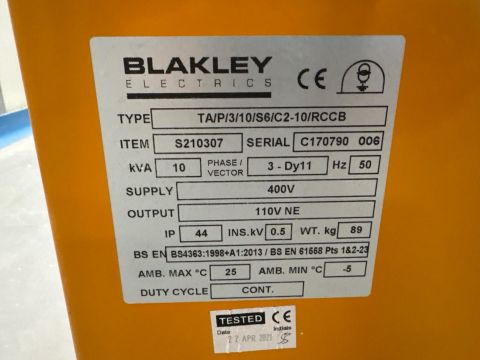 BLAKLEY
ELECTRICS
CE
TYPE TA/P/3/10/S6/C2-10/RCCB
ITEM S210307 SERIAL C170790 006
kVA 10 PHASE / VECTOR 3 - Dy11 Hz 50
SUPPLY 400V
OUTPUT 110V NE
IP 44 INS.kV 0.5 WT. kg 89
BS EN BS4363:1998+A1:2013 / BS EN 61558 Pts 1&2-23
AMB. MAX °C 25 AMB. MIN °C -5
DUTY CYCLE CONT.
TESTED CE
22 APR 2021 Initials